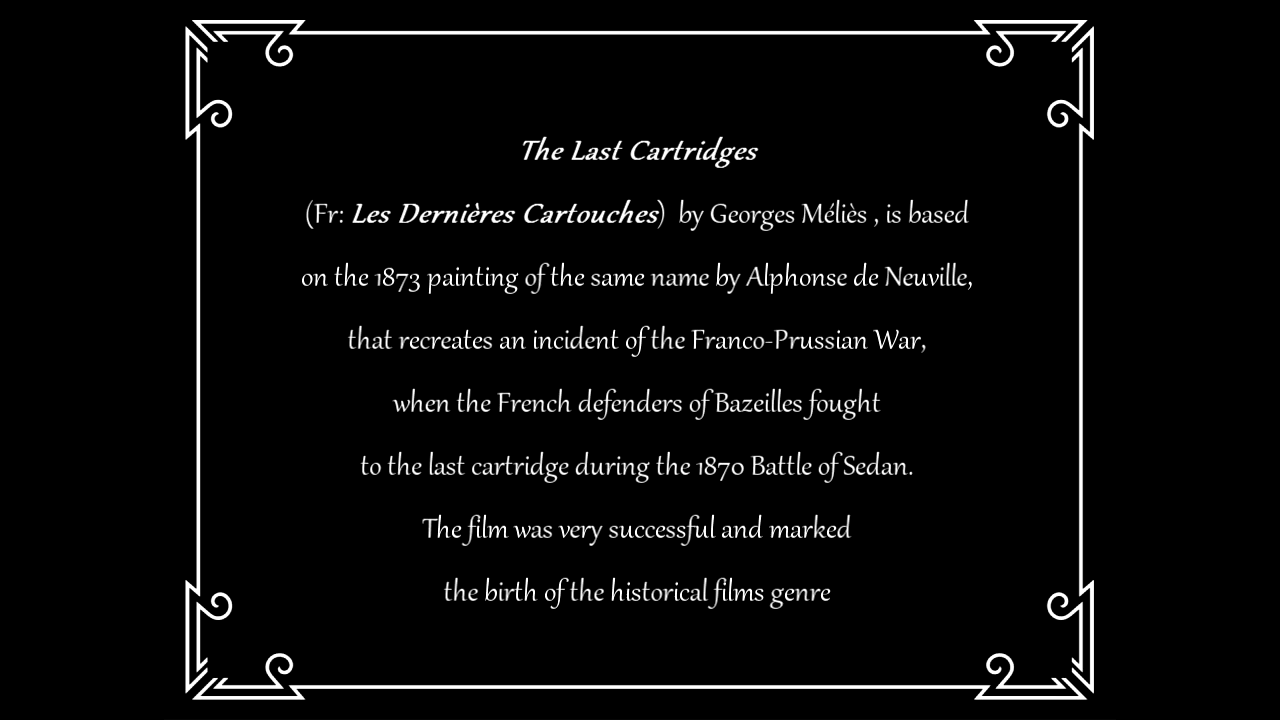 The Last Cartridges
(Fr: Les Dernières Cartouches)  by Georges Méliès , is based
on the 1873 painting of the same name by Alphonse de Neuville,
that recreates an incident of the Franco-Prussian War,
when the French defenders of Bazeilles fought
to the last cartridge during the 1870 Battle of Sedan.
The film was very successful and marked
the birth of the historical films genre